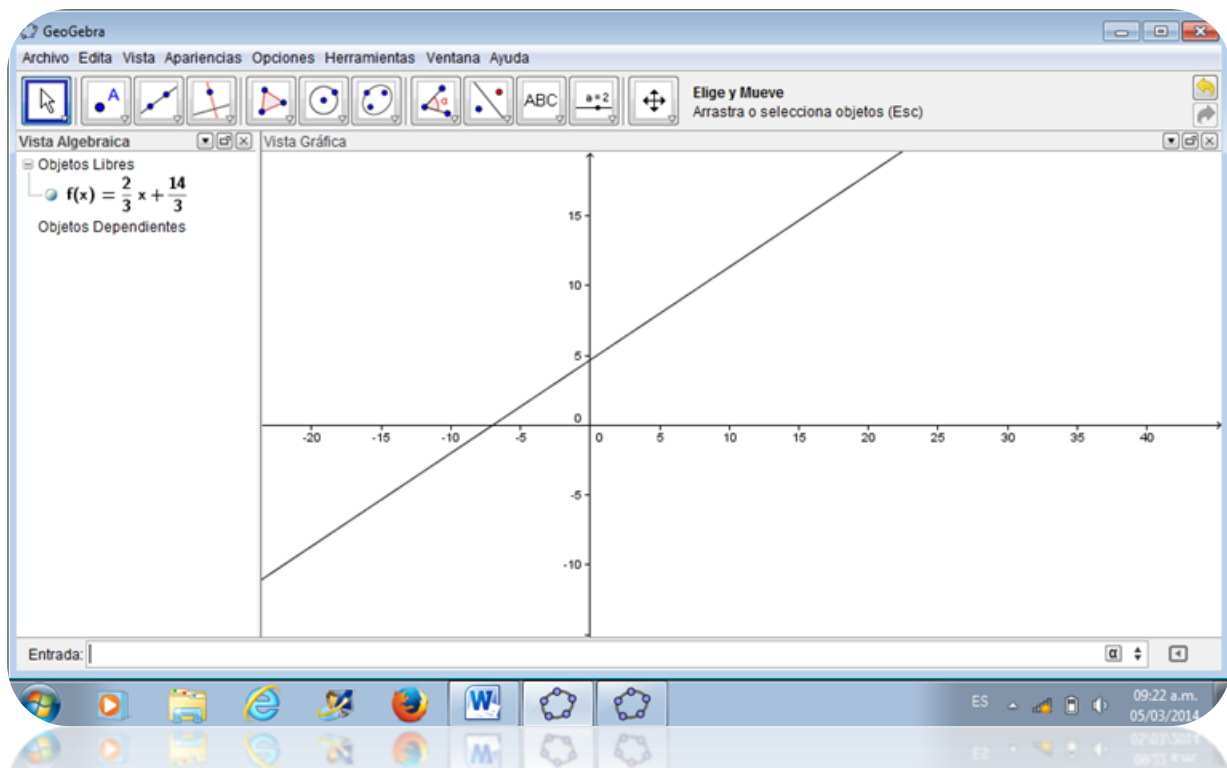 GeoGebra
Archivo Edita Vista Apariencias Opciones Herramientas Ventana Ayuda
A
α
ABC
a=2
Elige y Mueve
Arrastra o selecciona objetos (Esc)
Vista Algebraica
Vista Gráfica
Objetos Libres
f(x) = 2/3 x + 14/3
Objetos Dependientes
15
10
5
0
-20 -15 -10 -5 0 5 10 15 20 25 30 35 40
-5
-10
Entrada:
α
W
ES
09:22 a.m.
05/03/2014